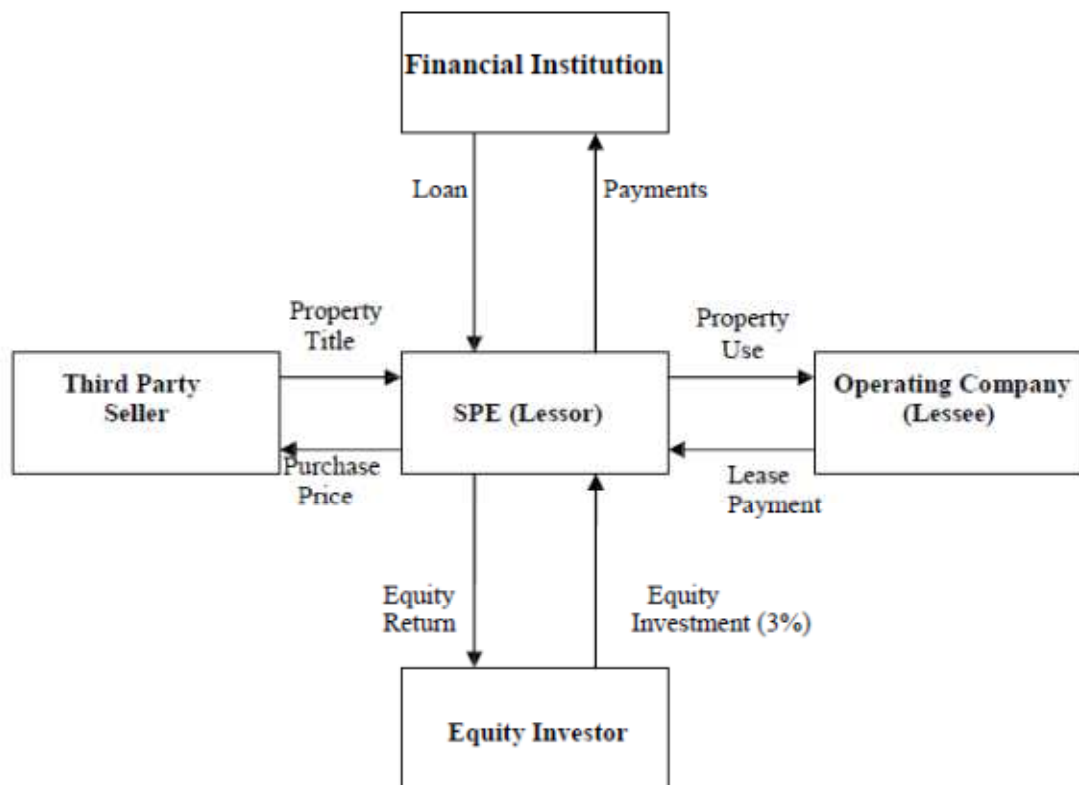 Financial Institution
Loan
Payments
Property
Title
Property
Use
Third Party
Seller
SPE (Lessor)
Operating Company
(Lessee)
Purchase
Price
Lease
Payment
Equity
Return
Equity
Investment (3%)
Equity Investor